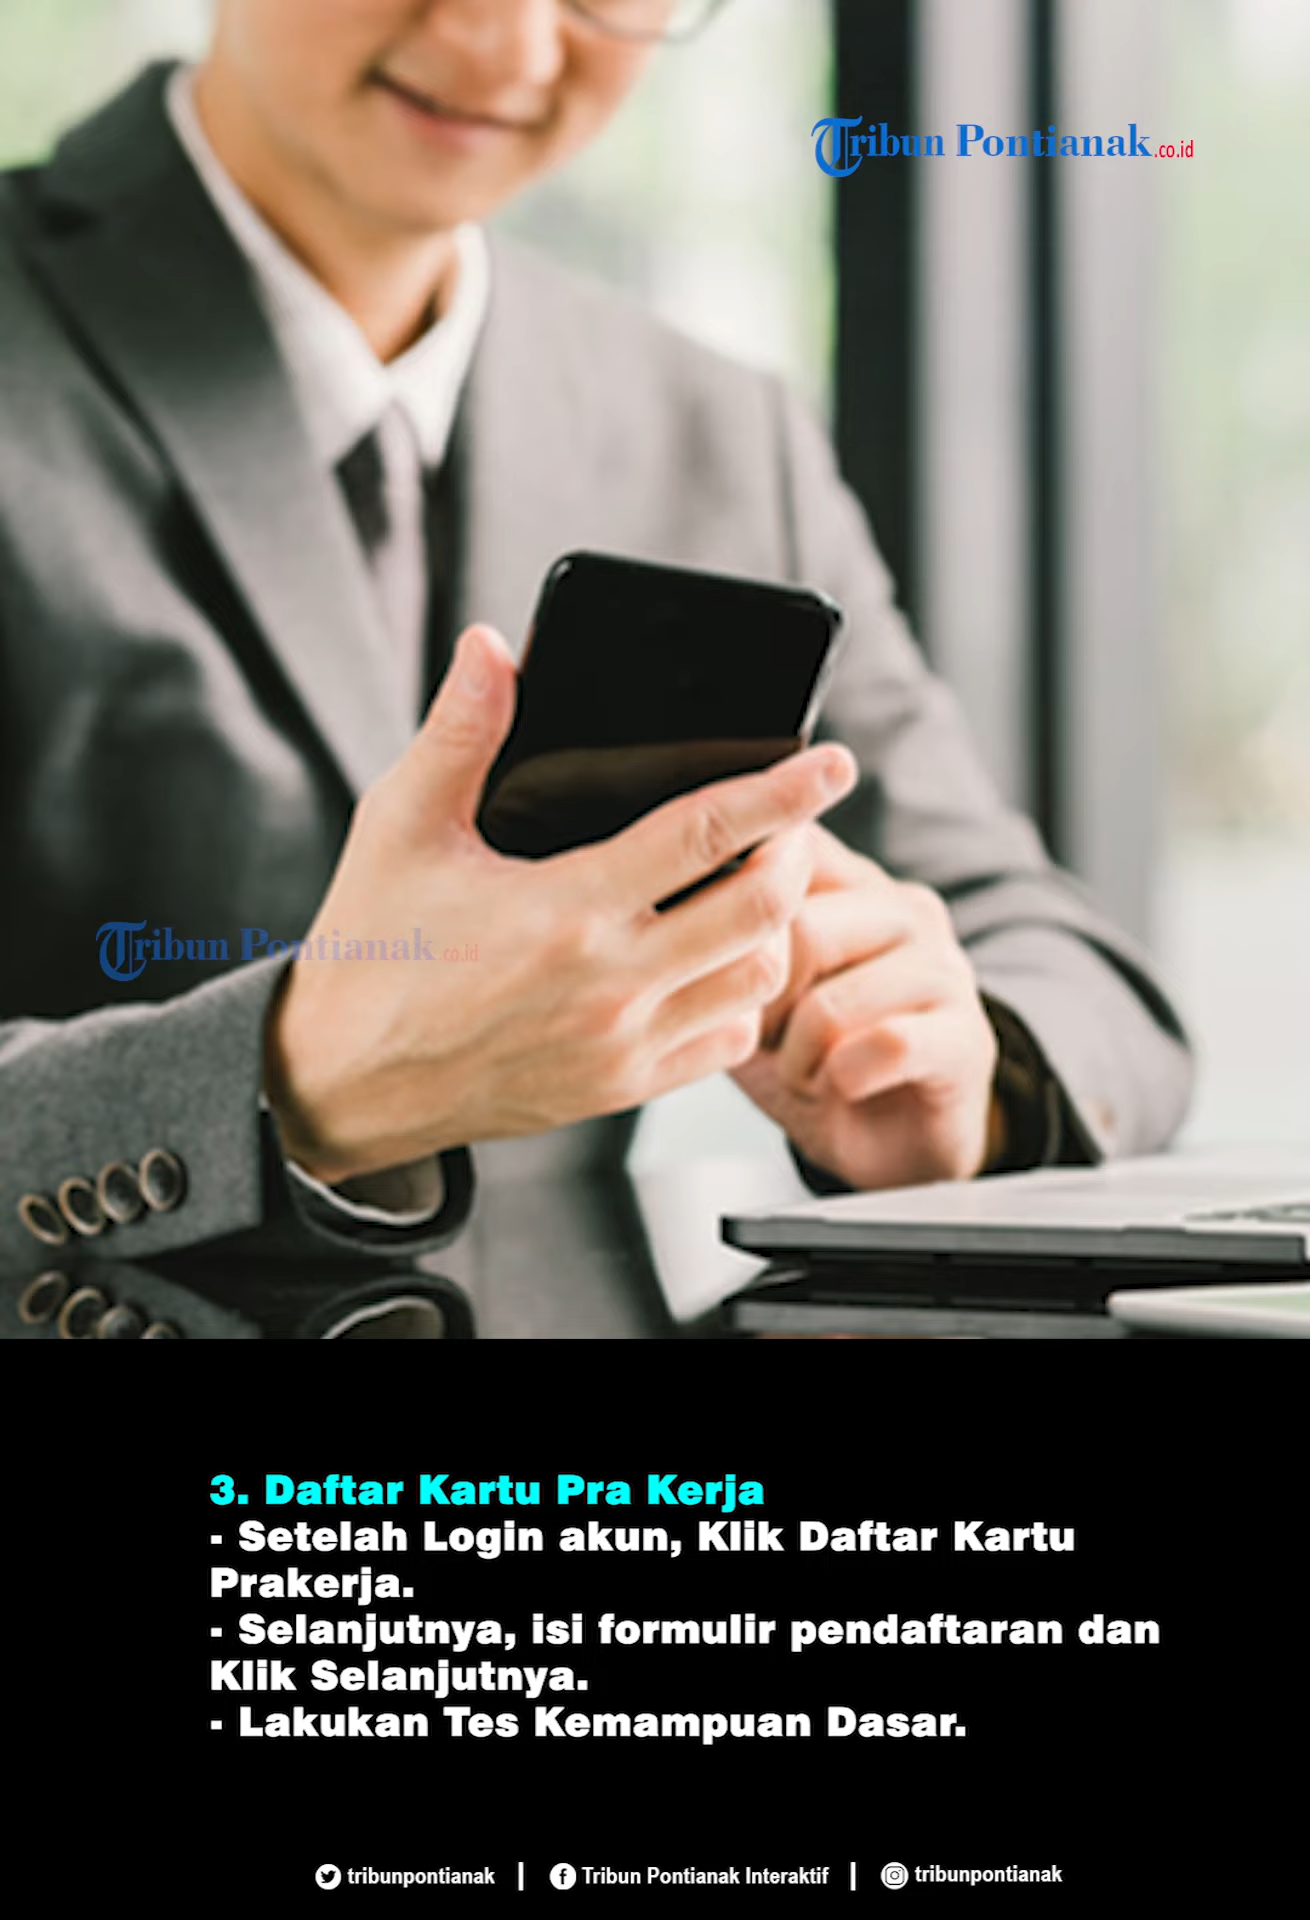 Tribun Pontianak.co.id
Tribun Pontianak.co.id
3. Daftar Kartu Pra Kerja
- Setelah Login akun, Klik Daftar Kartu
Prakerja.
- Selanjutnya, isi formulir pendaftaran dan
Klik Selanjutnya.
- Lakukan Tes Kemampuan Dasar.
tribunpontianak | Tribun Pontianak Interaktif | tribunpontianak